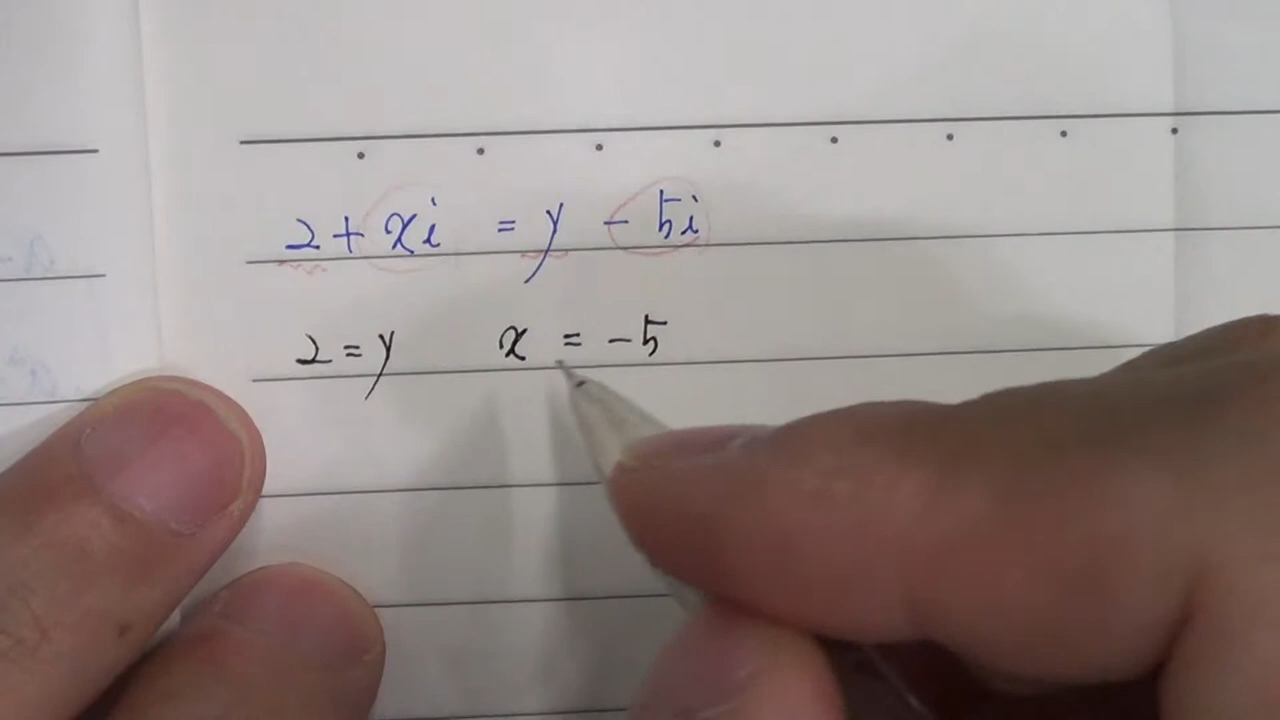 2 + xi = y - 5i
2 = y x = -5